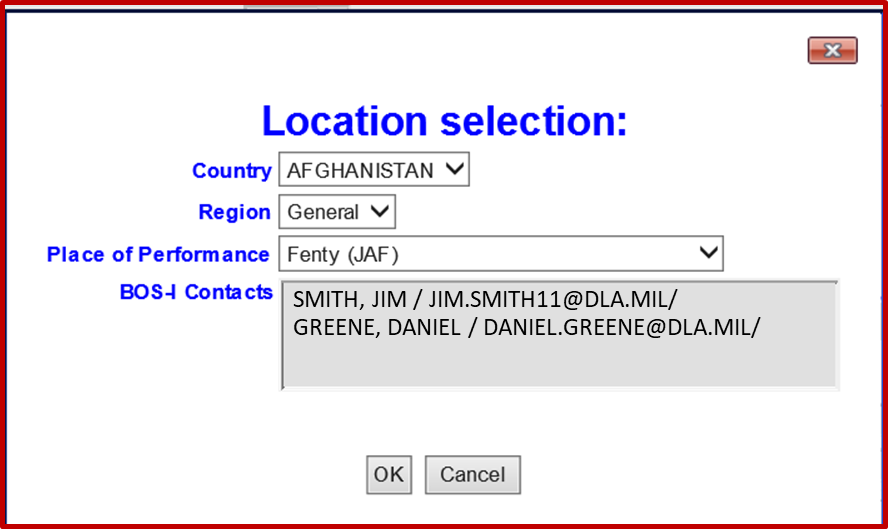 Location selection:
Country AFGHANISTAN
Region General
Place of Performance Fenty (JAF)
BOS-I Contacts SMITH, JIM / JIM.SMITH11@DLA.MIL/
GREENE, DANIEL / DANIEL.GREENE@DLA.MIL/
OK Cancel